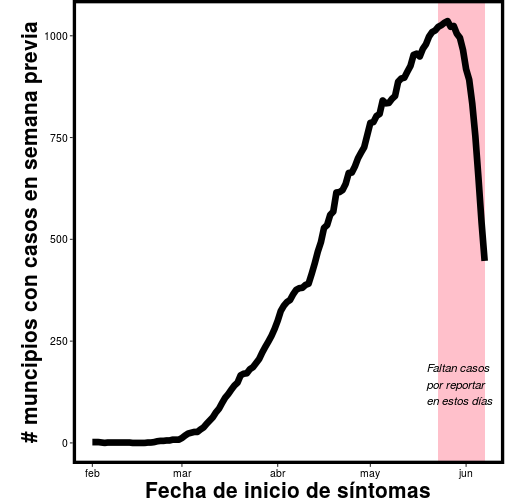 # muncipios con casos en semana previa
1000
750
500
250
0
Faltan casos
por reportar
en estos días
feb mar abr may jun
Fecha de inicio de síntomas